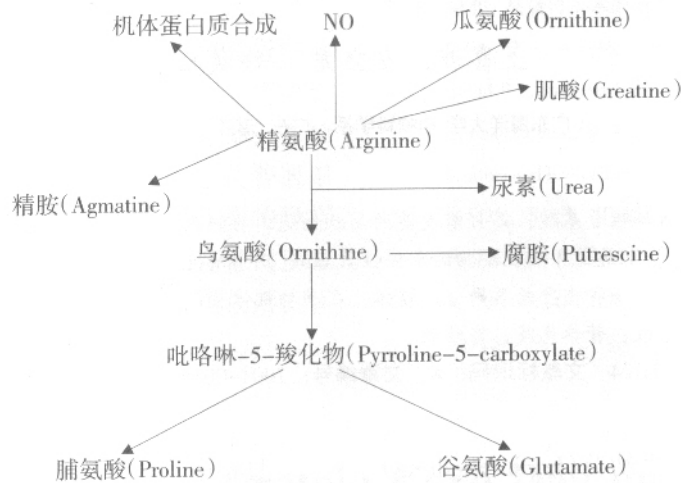 机体蛋白质合成
NO
瓜氨酸(Ornithine)
肌酸(Creatine)
精氨酸(Arginine)
尿素(Urea)
精胺(Agmatine)
鸟氨酸(Ornithine)
腐胺(Putrescine)
吡咯啉-5-羧化物(Pyrroline-5-carboxylate)
脯氨酸(Proline)
谷氨酸(Glutamate)